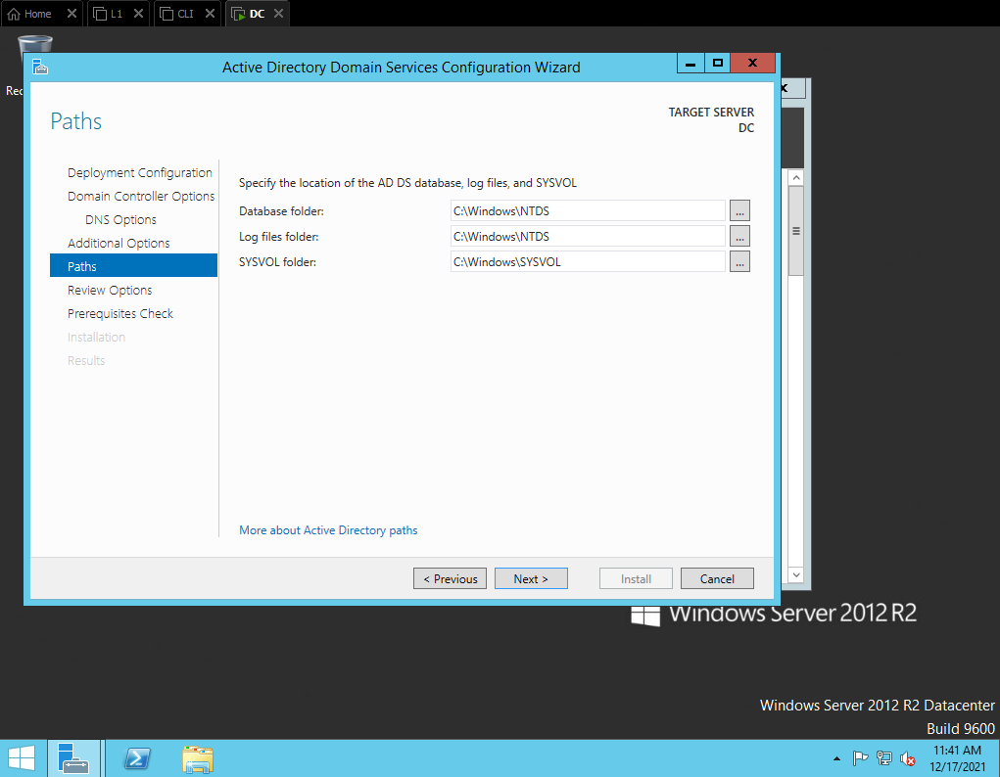 Home
L1
CLI
DC
Active Directory Domain Services Configuration Wizard
Rec
Paths
TARGET SERVER
DC
Deployment Configuration
Domain Controller Options
DNS Options
Additional Options
Paths
Review Options
Prerequisites Check
Installation
Results
Specify the location of the AD DS database, log files, and SYSVOL
Database folder: C:\Windows\NTDS ...
Log files folder: C:\Windows\NTDS ...
SYSVOL folder: C:\Windows\SYSVOL ...
More about Active Directory paths
< Previous Next > Install Cancel
Windows Server 2012 R2
Windows Server 2012 R2 Datacenter
Build 9600
11:41 AM
12/17/2021